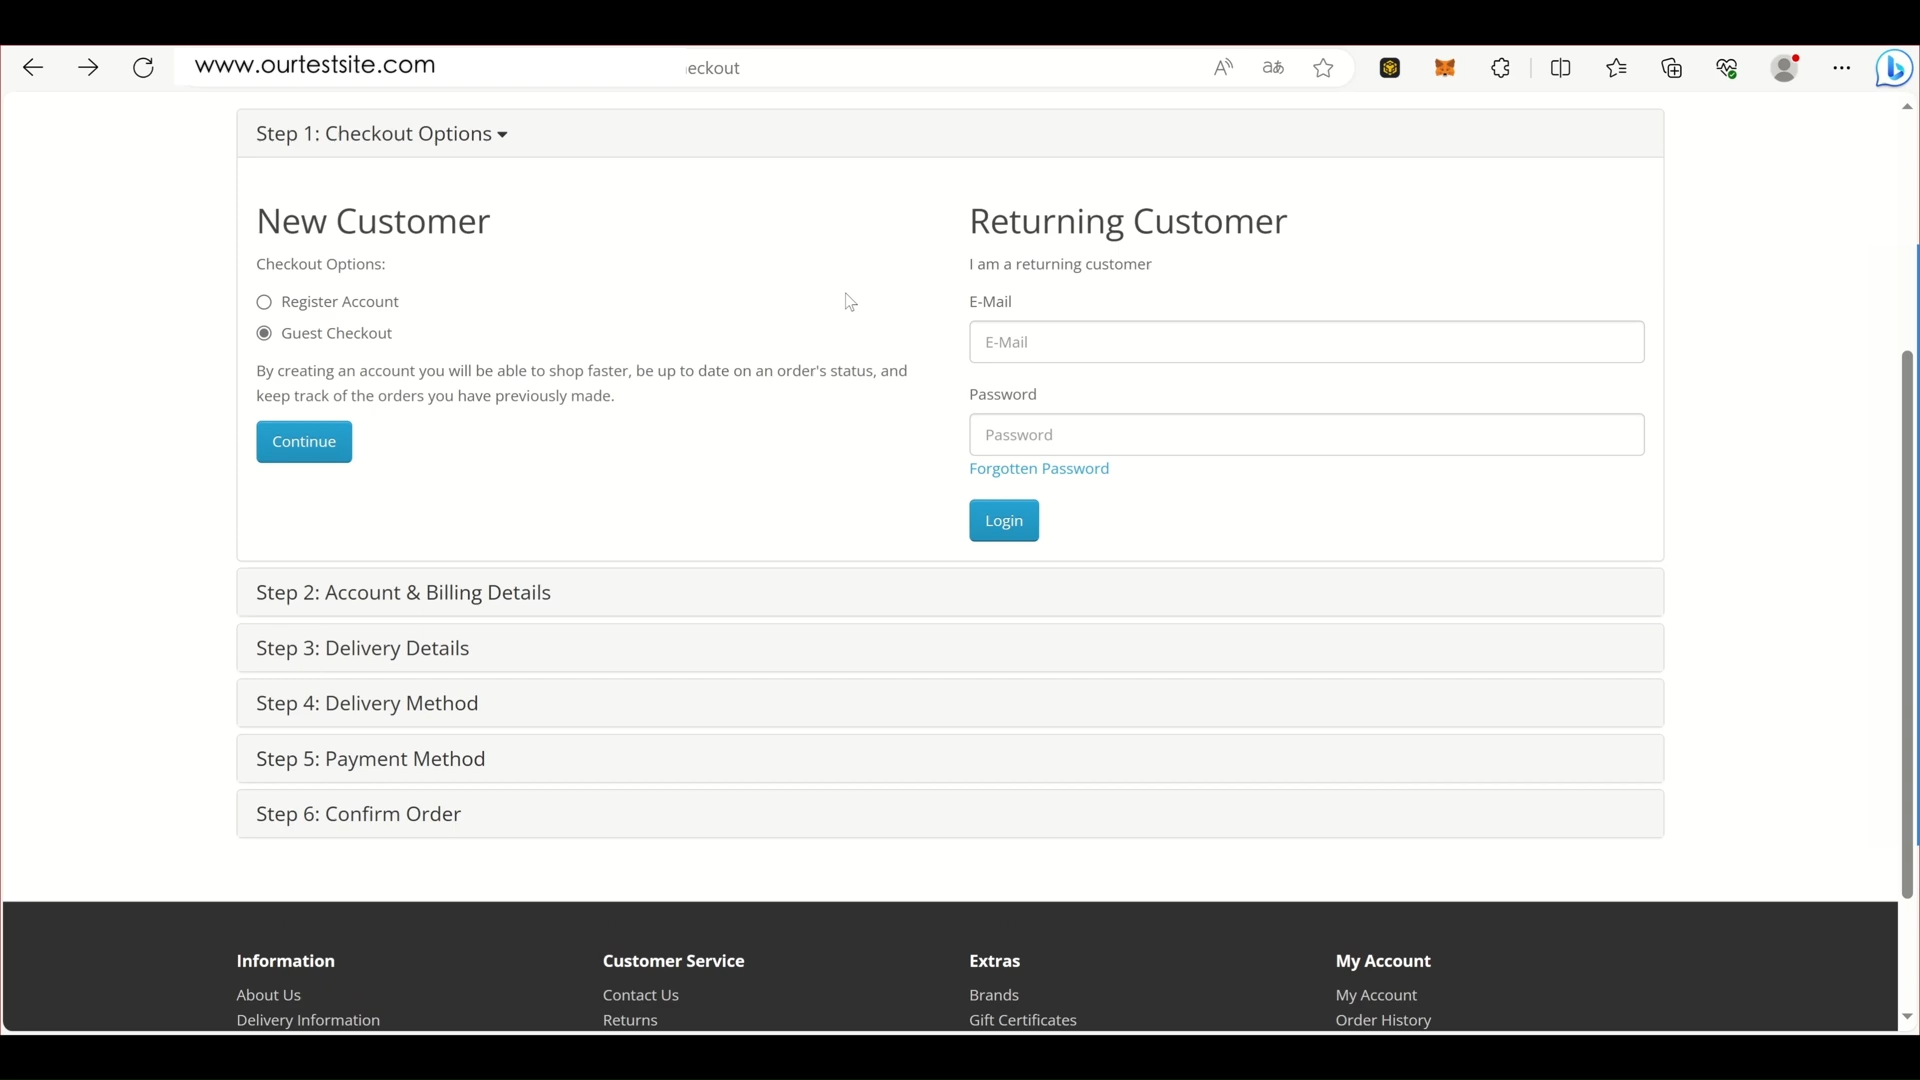 www.ourtestsite.com
eckout
Step 1: Checkout Options
New Customer
Checkout Options:
Register Account
Guest Checkout
By creating an account you will be able to shop faster, be up to date on an order's status, and
keep track of the orders you have previously made.
Continue
Returning Customer
I am a returning customer
E-Mail
E-Mail
Password
Password
Forgotten Password
Login
Step 2: Account & Billing Details
Step 3: Delivery Details
Step 4: Delivery Method
Step 5: Payment Method
Step 6: Confirm Order
Information
About Us
Delivery Information
Customer Service
Contact Us
Returns
Extras
Brands
Gift Certificates
My Account
My Account
Order History